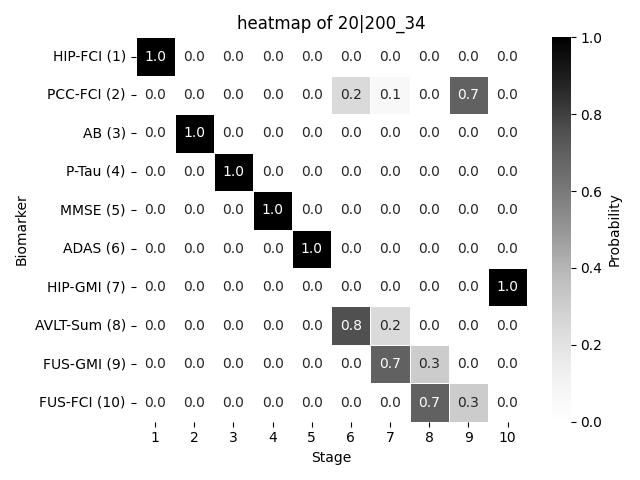 heatmap of 20|200_34
HIP-FCI (1) 1.0 0.0 0.0 0.0 0.0 0.0 0.0 0.0 0.0 0.0
PCC-FCI (2) 0.0 0.0 0.0 0.0 0.0 0.2 0.1 0.0 0.7 0.0
AB (3) 0.0 1.0 0.0 0.0 0.0 0.0 0.0 0.0 0.0 0.0
P-Tau (4) 0.0 0.0 1.0 0.0 0.0 0.0 0.0 0.0 0.0 0.0
MMSE (5) 0.0 0.0 0.0 1.0 0.0 0.0 0.0 0.0 0.0 0.0
ADAS (6) 0.0 0.0 0.0 0.0 1.0 0.0 0.0 0.0 0.0 0.0
HIP-GMI (7) 0.0 0.0 0.0 0.0 0.0 0.0 0.0 0.0 0.0 1.0
AVLT-Sum (8) 0.0 0.0 0.0 0.0 0.0 0.8 0.2 0.0 0.0 0.0
FUS-GMI (9) 0.0 0.0 0.0 0.0 0.0 0.0 0.7 0.3 0.0 0.0
FUS-FCI (10) 0.0 0.0 0.0 0.0 0.0 0.0 0.0 0.7 0.3 0.0
1 2 3 4 5 6 7 8 9 10
Stage
Biomarker
1.0
0.8
0.6
0.4
0.2
0.0
Probability